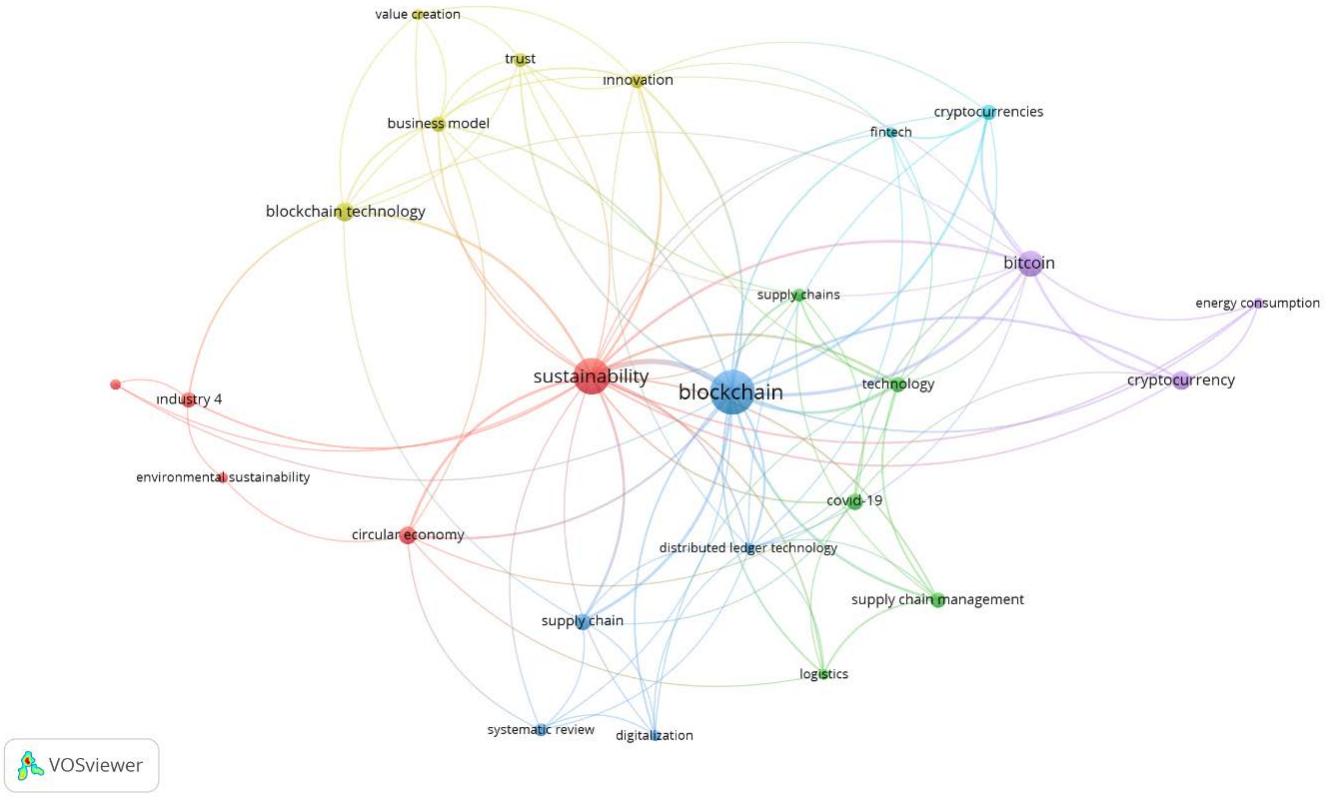 value creation
trust
innovation
business model
cryptocurrencies
fintech
blockchain technology
bitcoin
supply chains
energy consumption
sustainability
blockchain
technology
cryptocurrency
industry 4
environmental sustainability
covid-19
circular economy
distributed ledger technology
supply chain management
supply chain
logistics
systematic review
digitalization
VOSviewer